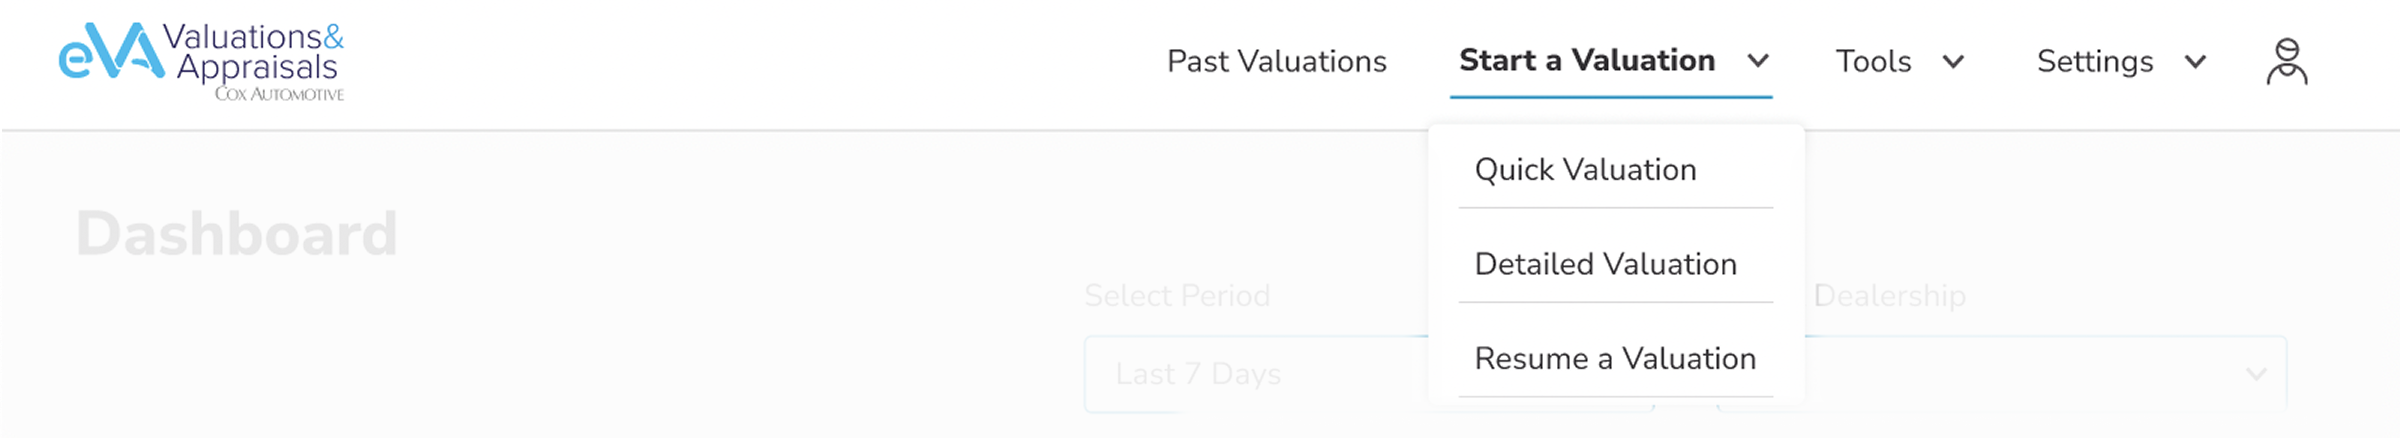 eVA Valuations&
Appraisals
COX AUTOMOTIVE
Past Valuations
Start a Valuation
Tools
Settings
Quick Valuation
Detailed Valuation
Resume a Valuation
Dashboard
Select Period
Dealership
Last 7 Days